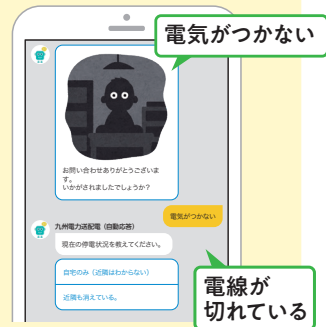 電気がつかない
お問い合わせありがとうございま
す。
いかがされましたでしょうか?
電気がつかない
九州電力送配電(自動応答)
現在の停電状況を教えてください。
自宅のみ(近隣はわからない)
近隣も消えている。
電線が
切れている